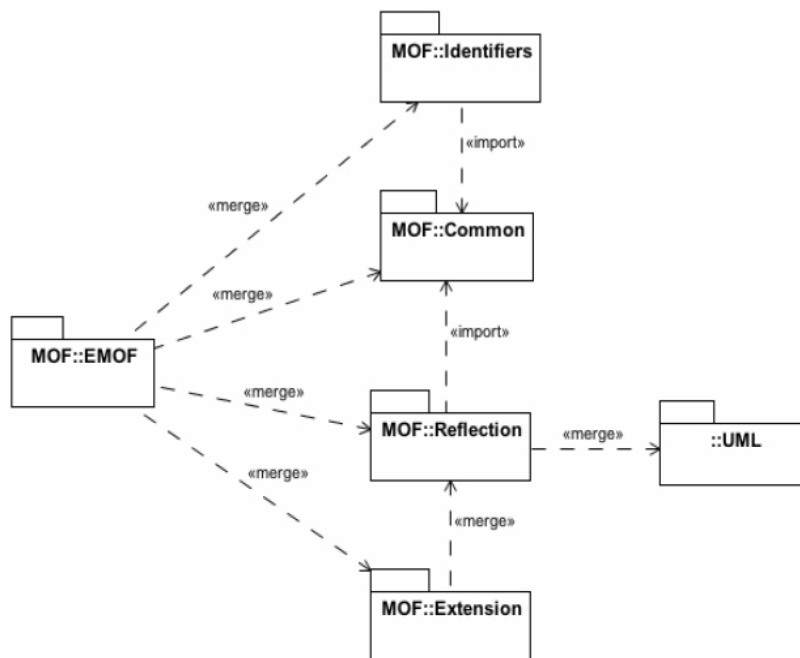 MOF::Identifiers
«import»
«merge»
MOF::Common
«merge»
«import»
MOF::EMOF
«merge»
MOF::Reflection
«merge»
::UML
«merge»
«merge»
MOF::Extension